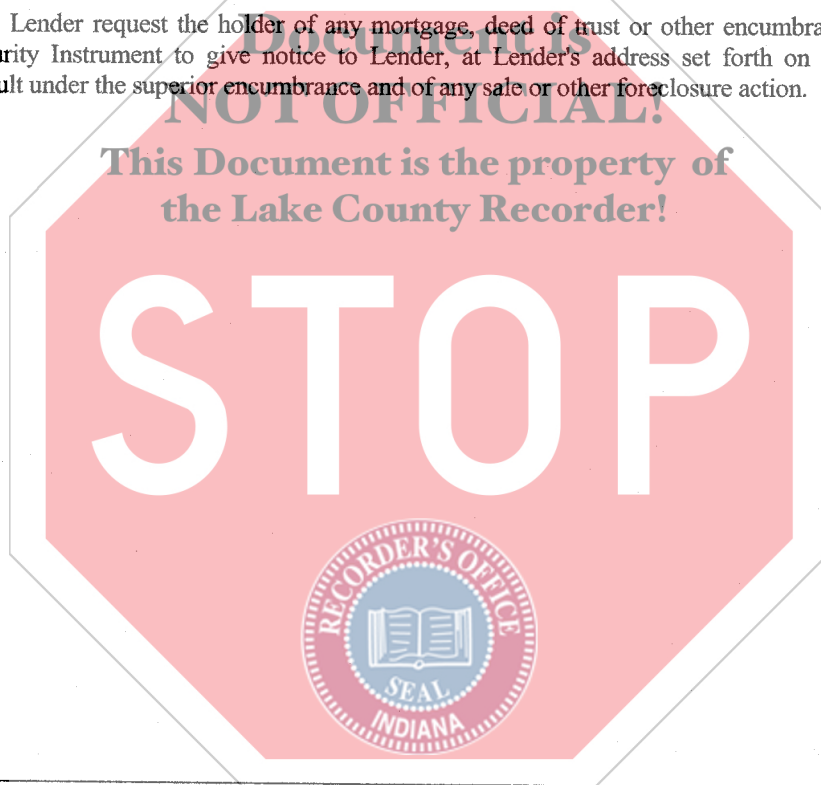 Lender request the holder of any mortgage, deed of trust or other encumbra
rity Instrument to give notice to Lender, at Lender's address set forth on
ult under the superior encumbrance and of any sale or other foreclosure action.
Document is
NOT OFFICIAL!
This Document is the property of
the Lake County Recorder!
STOP
RECORDER'S OFFICE
SEAL
INDIANA